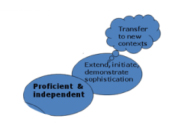 Transfer
to new
contexts
Extend, initiate,
demonstrate
sophistication
Proficient &
independent